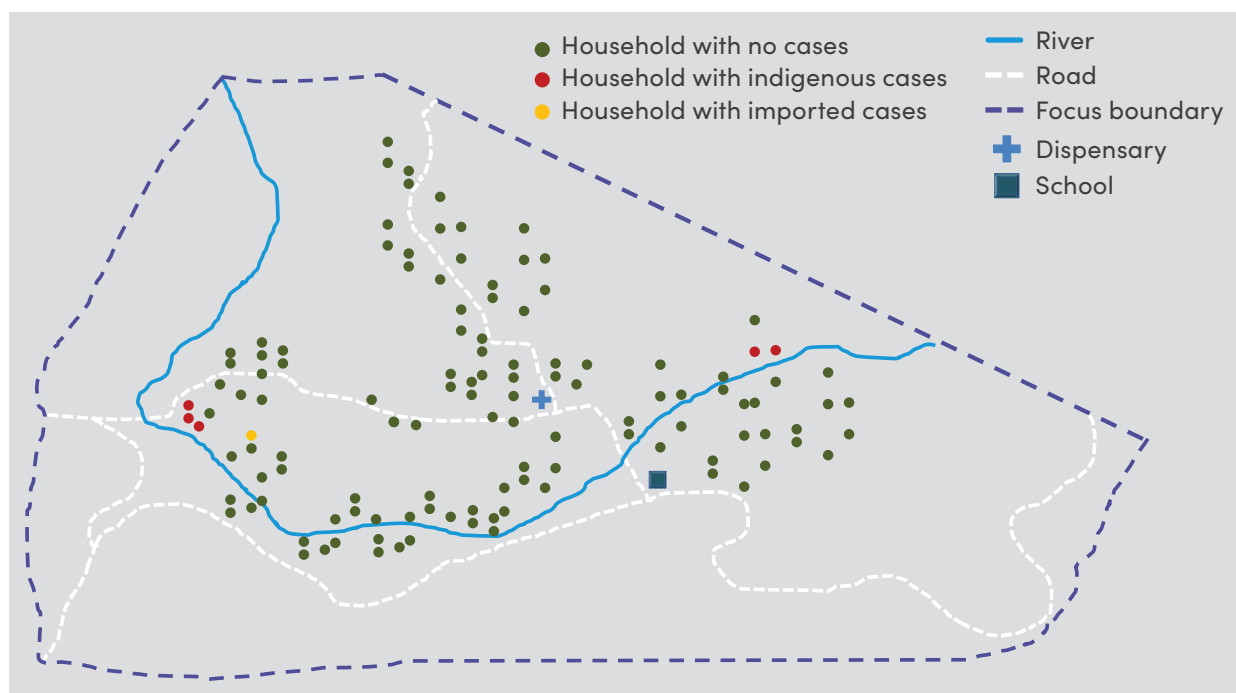 Household with no cases
Household with indigenous cases
Household with imported cases
River
Road
Focus boundary
Dispensary
School